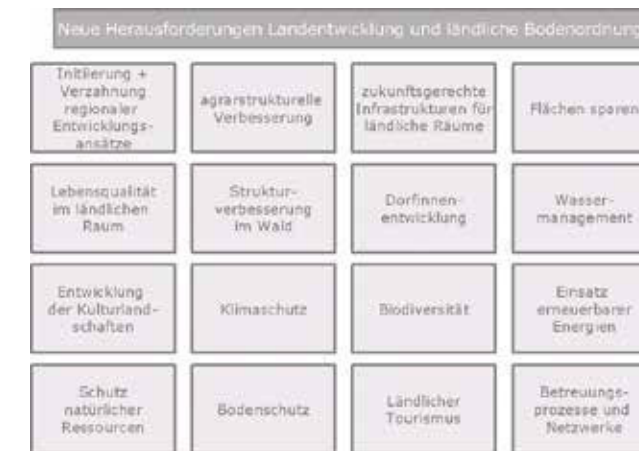 Neue Herausforderungen Landentwicklung und ländliche Bodenordnung
Initiierung +
Verzahnung
regionaler
Entwicklungs-
ansätze
agrarstrukturelle
Verbesserung
zukunftsgerechte
Infrastrukturen für
ländliche Räume
Flächen sparen
Lebensqualität
im ländlichen
Raum
Struktur-
verbesserung
im Wald
Dorfinnen-
entwicklung
Wasser-
management
Entwicklung
der Kulturland-
schaften
Klimaschutz
Biodiversität
Einsatz
erneuerbarer
Energien
Schutz
natürlicher
Ressourcen
Bodenschutz
Ländlicher
Tourismus
Betreuungs-
prozesse und
Netzwerke